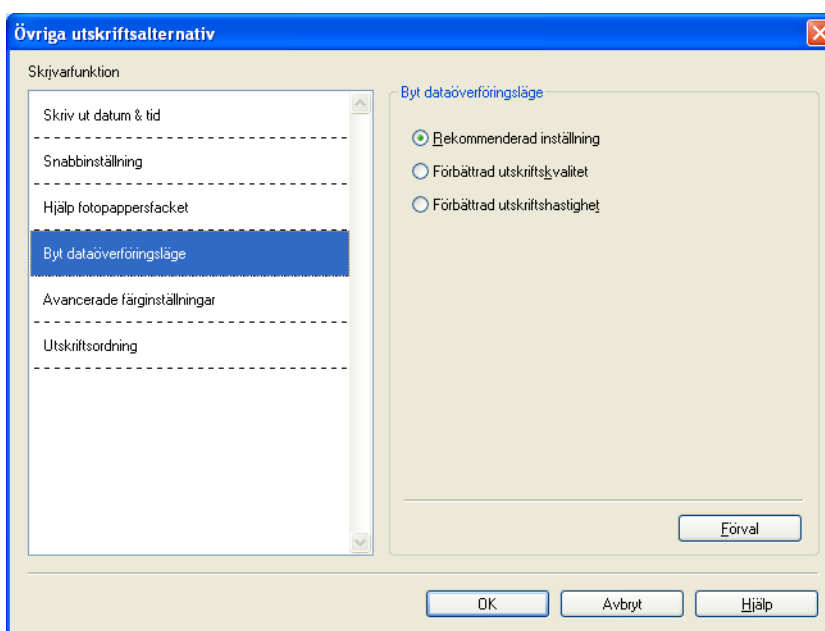 Övriga utskriftsalternativ
Skrivarfunktion
Skriv ut datum & tid
Snabbinställning
Hjälp fotopappersfacket
Byt dataöverföringsläge
Avancerade färginställningar
Utskriftsordning
Byt dataöverföringsläge
Rekommenderad inställning
Förbättrad utskriftskvalitet
Förbättrad utskriftshastighet
Förval
OK Avbryt Hjälp